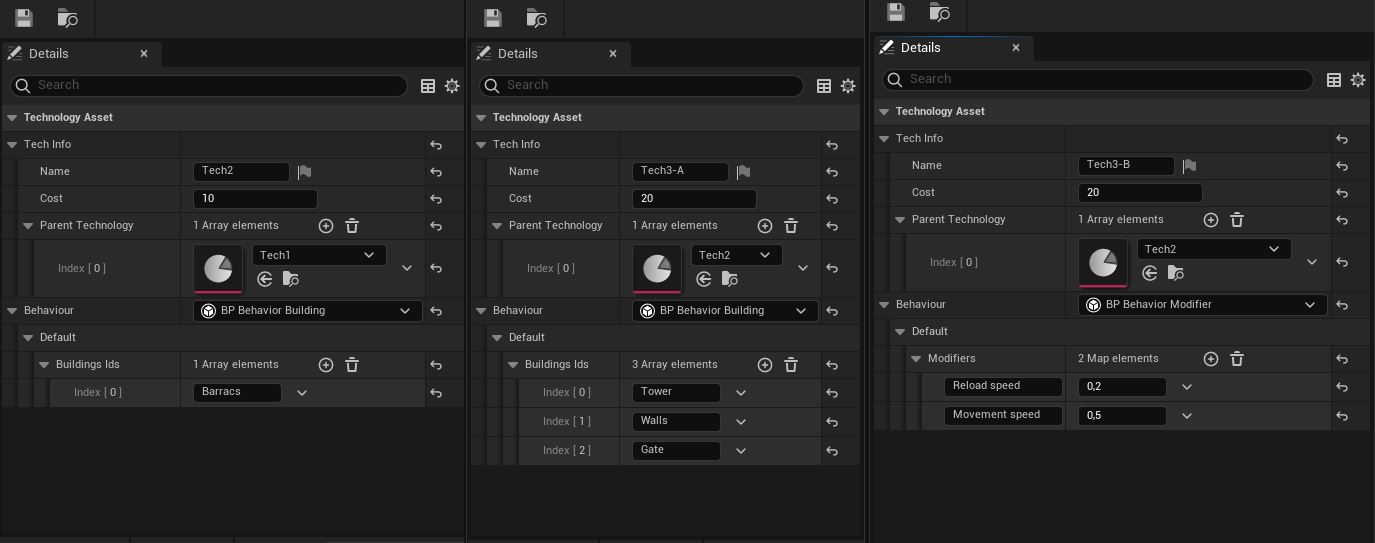 Details
Search
Technology Asset
Tech Info
Name Tech2
Cost 10
Parent Technology 1 Array elements
Index [ 0 ] Tech1
Behaviour BP Behavior Building
Default
Buildings Ids 1 Array elements
Index [ 0 ] Barracs
Details
Search
Technology Asset
Tech Info
Name Tech3-A
Cost 20
Parent Technology 1 Array elements
Index [ 0 ] Tech2
Behaviour BP Behavior Building
Default
Buildings Ids 3 Array elements
Index [ 0 ] Tower
Index [ 1 ] Walls
Index [ 2 ] Gate
Details
Search
Technology Asset
Tech Info
Name Tech3-B
Cost 20
Parent Technology 1 Array elements
Index [ 0 ] Tech2
Behaviour BP Behavior Modifier
Default
Modifiers 2 Map elements
Reload speed 0,2
Movement speed 0,5